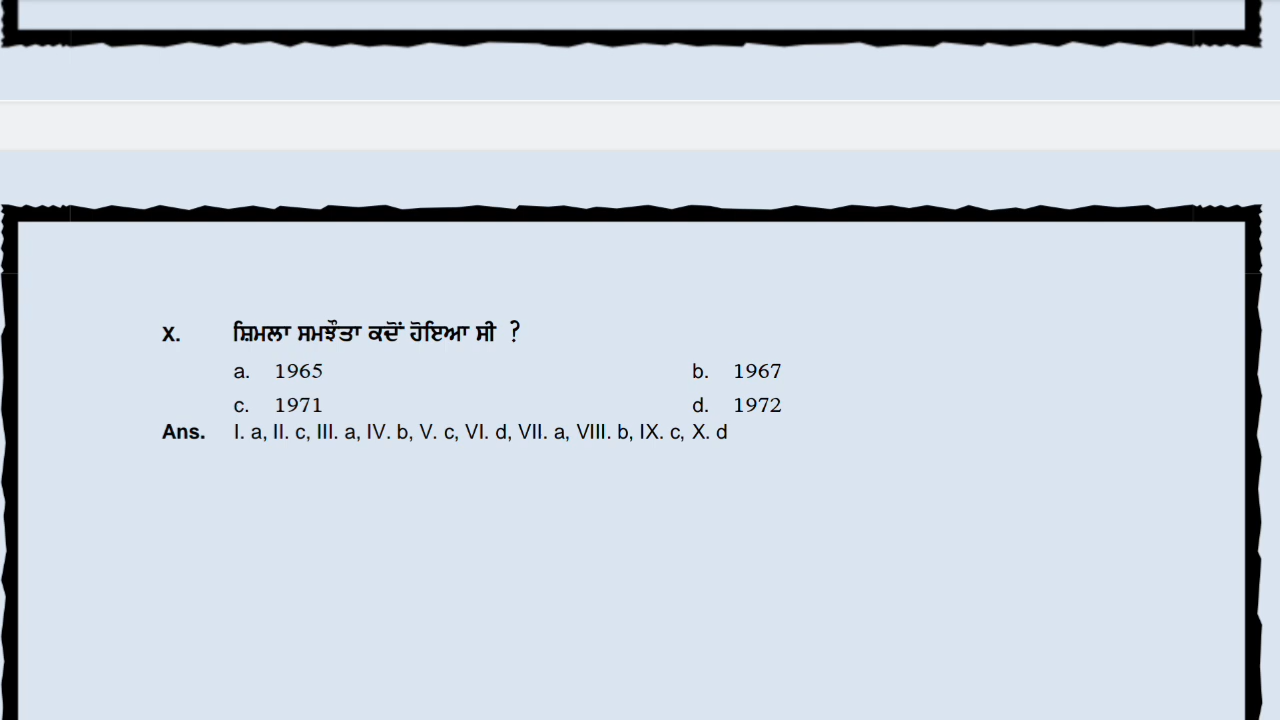 X. ਸ਼ਿਮਲਾ ਸਮਝੌਤਾ ਕਦੋਂ ਹੋਇਆ ਸੀ ?
a. 1965 b. 1967
c. 1971 d. 1972
Ans. I. a, II. c, III. a, IV. b, V. c, VI. d, VII. a, VIII. b, IX. c, X. d